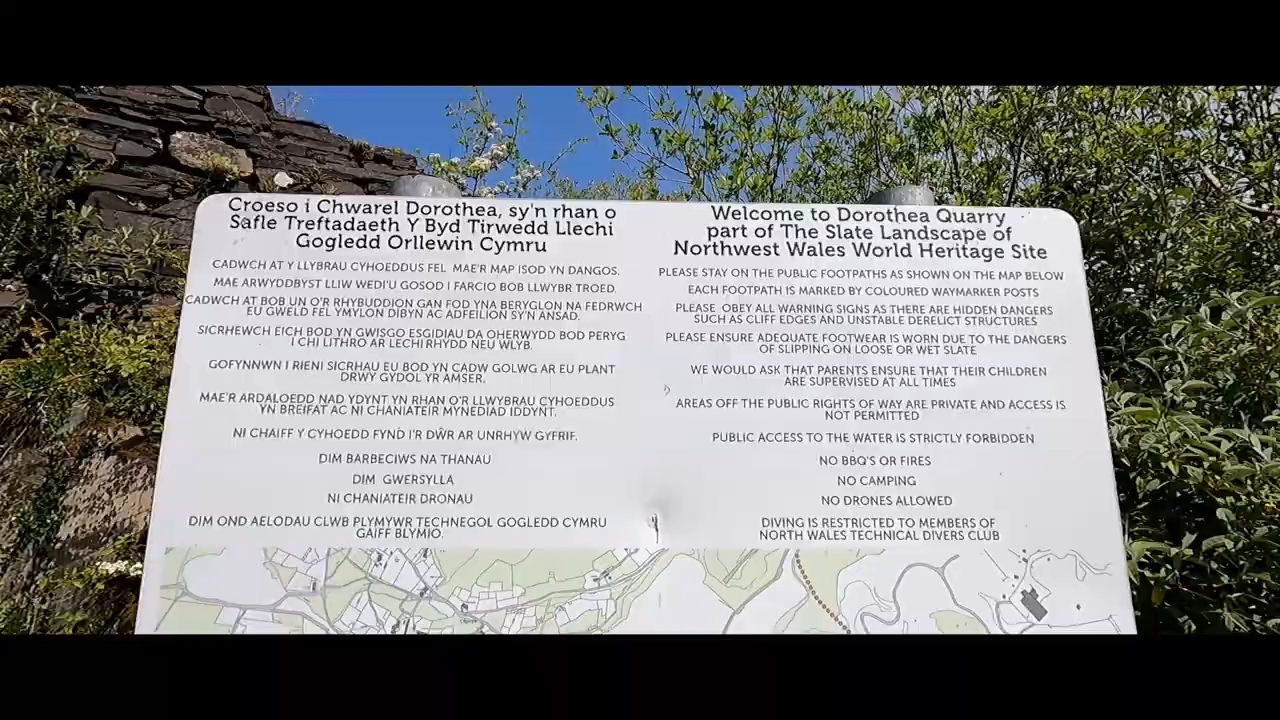 Croeso i Chwarel Dorothea, sy'n rhan o
Safle Treftadaeth Y Byd Tirwedd Llechi
Gogledd Orllewin Cymru
CADWCH AT Y LLYBRAU CYHOEDDUS FEL MAE'R MAP ISOD YN DANGOS.
MAE ARWYDDBYST LLIW WEDI'U GOSOD I FARCIO BOB LLWYBR TROED.
CADWCH AT BOB UN O'R RHYBUDDION GAN FOD YNA BERYGLON NA FEDRWCH
EU GWELD FEL YMYLON DIBYN AC ADFEILION SY'N ANSAD.
SICRHEWCH EICH BOD YN GWISGO ESGIDIAU DA OHERWYDD BOD PERYG
I CHI LITHRO AR LECHI RHYDD NEU WLYB.
GOFYNNWN I RIENI SICRHAU EU BOD YN CADW GOLWG AR EU PLANT
DRWY GYDOL YR AMSER.
MAE'R ARDALOEDD NAD YDYNT YN RHAN O'R LLWYBRAU CYHOEDDUS
YN BREIFAT AC NI CHANIATEIR MYNEDIAD IDDYNT.
NI CHAIFF Y CYHOEDD FYND I'R DŴR AR UNRHYW GYFRIF.
DIM BARBECIWS NA THANAU
DIM GWERSYLLA
NI CHANIATEIR DRONAU
DIM OND AELODAU CLWB PLYMYWR TECHNEGOL GOGLEDD CYMRU
GAIFF BLYMIO.
Welcome to Dorothea Quarry
part of The Slate Landscape of
Northwest Wales World Heritage Site
PLEASE STAY ON THE PUBLIC FOOTPATHS AS SHOWN ON THE MAP BELOW
EACH FOOTPATH IS MARKED BY COLOURED WAYMARKER POSTS
PLEASE OBEY ALL WARNING SIGNS AS THERE ARE HIDDEN DANGERS
SUCH AS CLIFF EDGES AND UNSTABLE DERELICT STRUCTURES
PLEASE ENSURE ADEQUATE FOOTWEAR IS WORN DUE TO THE DANGERS
OF SLIPPING ON LOOSE OR WET SLATE
WE WOULD ASK THAT PARENTS ENSURE THAT THEIR CHILDREN
ARE SUPERVISED AT ALL TIMES
AREAS OFF THE PUBLIC RIGHTS OF WAY ARE PRIVATE AND ACCESS IS
NOT PERMITTED
PUBLIC ACCESS TO THE WATER IS STRICTLY FORBIDDEN
NO BBQ'S OR FIRES
NO CAMPING
NO DRONES ALLOWED
DIVING IS RESTRICTED TO MEMBERS OF
NORTH WALES TECHNICAL DIVERS CLUB